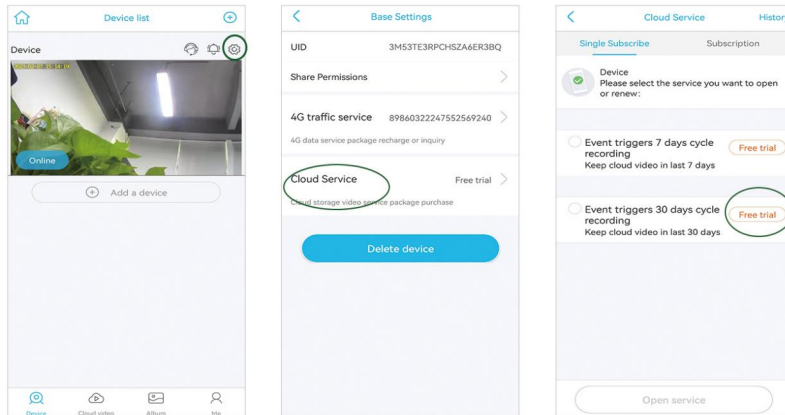 Device list
Device
Online
Add a device
Device
Cloud video
Album
Me
Base Settings
UID 3M53TE3RPCHSZA6ER3BQ
Share Permissions
4G traffic service 89860322247552569240
4G data service package recharge or inquiry
Cloud Service Free trial
Cloud storage video service package purchase
Delete device
Cloud Service Histor
Single Subscribe Subscription
Device
Please select the service you want to open
or renew:
Event triggers 7 days cycle
recording
Free trial
Keep cloud video in last 7 days
Event triggers 30 days cycle
recording
Free trial
Keep cloud video in last 30 days
Open service